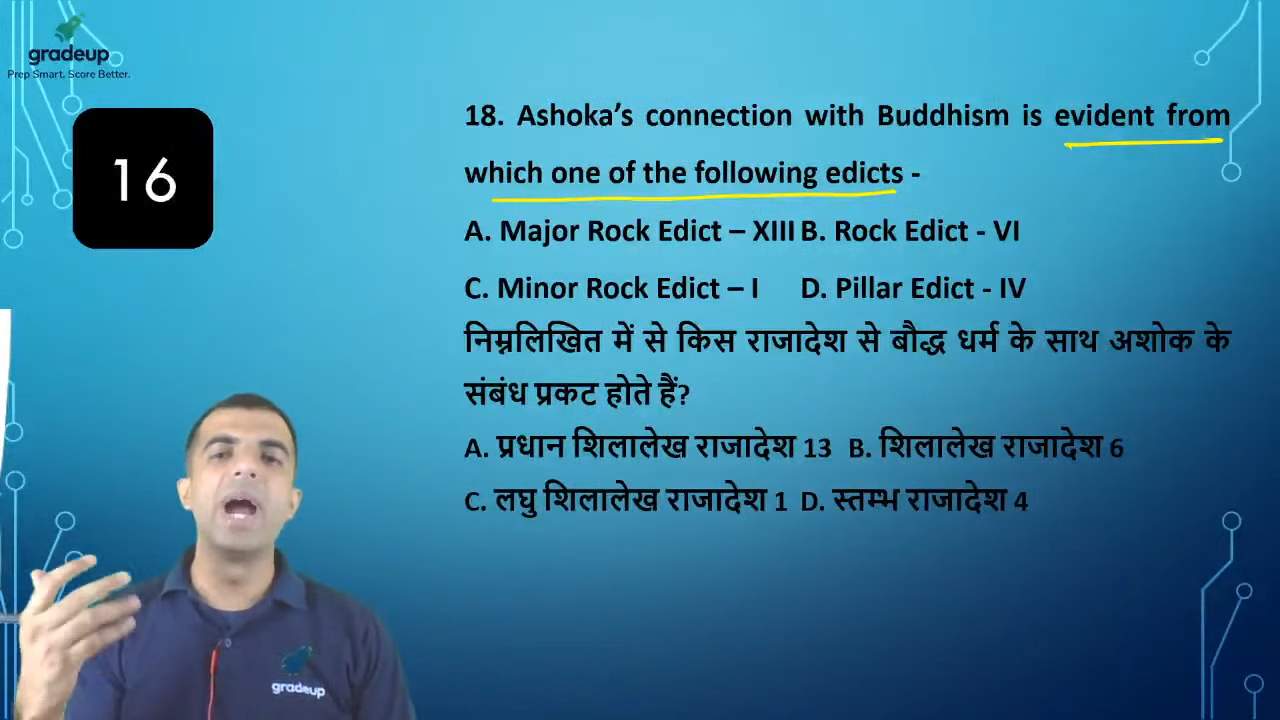 gradeup
Prep Smart. Score Better.
16
18. Ashoka’s connection with Buddhism is evident from
which one of the following edicts -
A. Major Rock Edict – XIII B. Rock Edict - VI
C. Minor Rock Edict – I D. Pillar Edict - IV
निम्नलिखित में से किस राजादेश से बौद्ध धर्म के साथ अशोक के
संबंध प्रकट होते हैं?
A. प्रधान शिलालेख राजादेश 13 B. शिलालेख राजादेश 6
C. लघु शिलालेख राजादेश 1 D. स्तम्भ राजादेश 4
gradeup